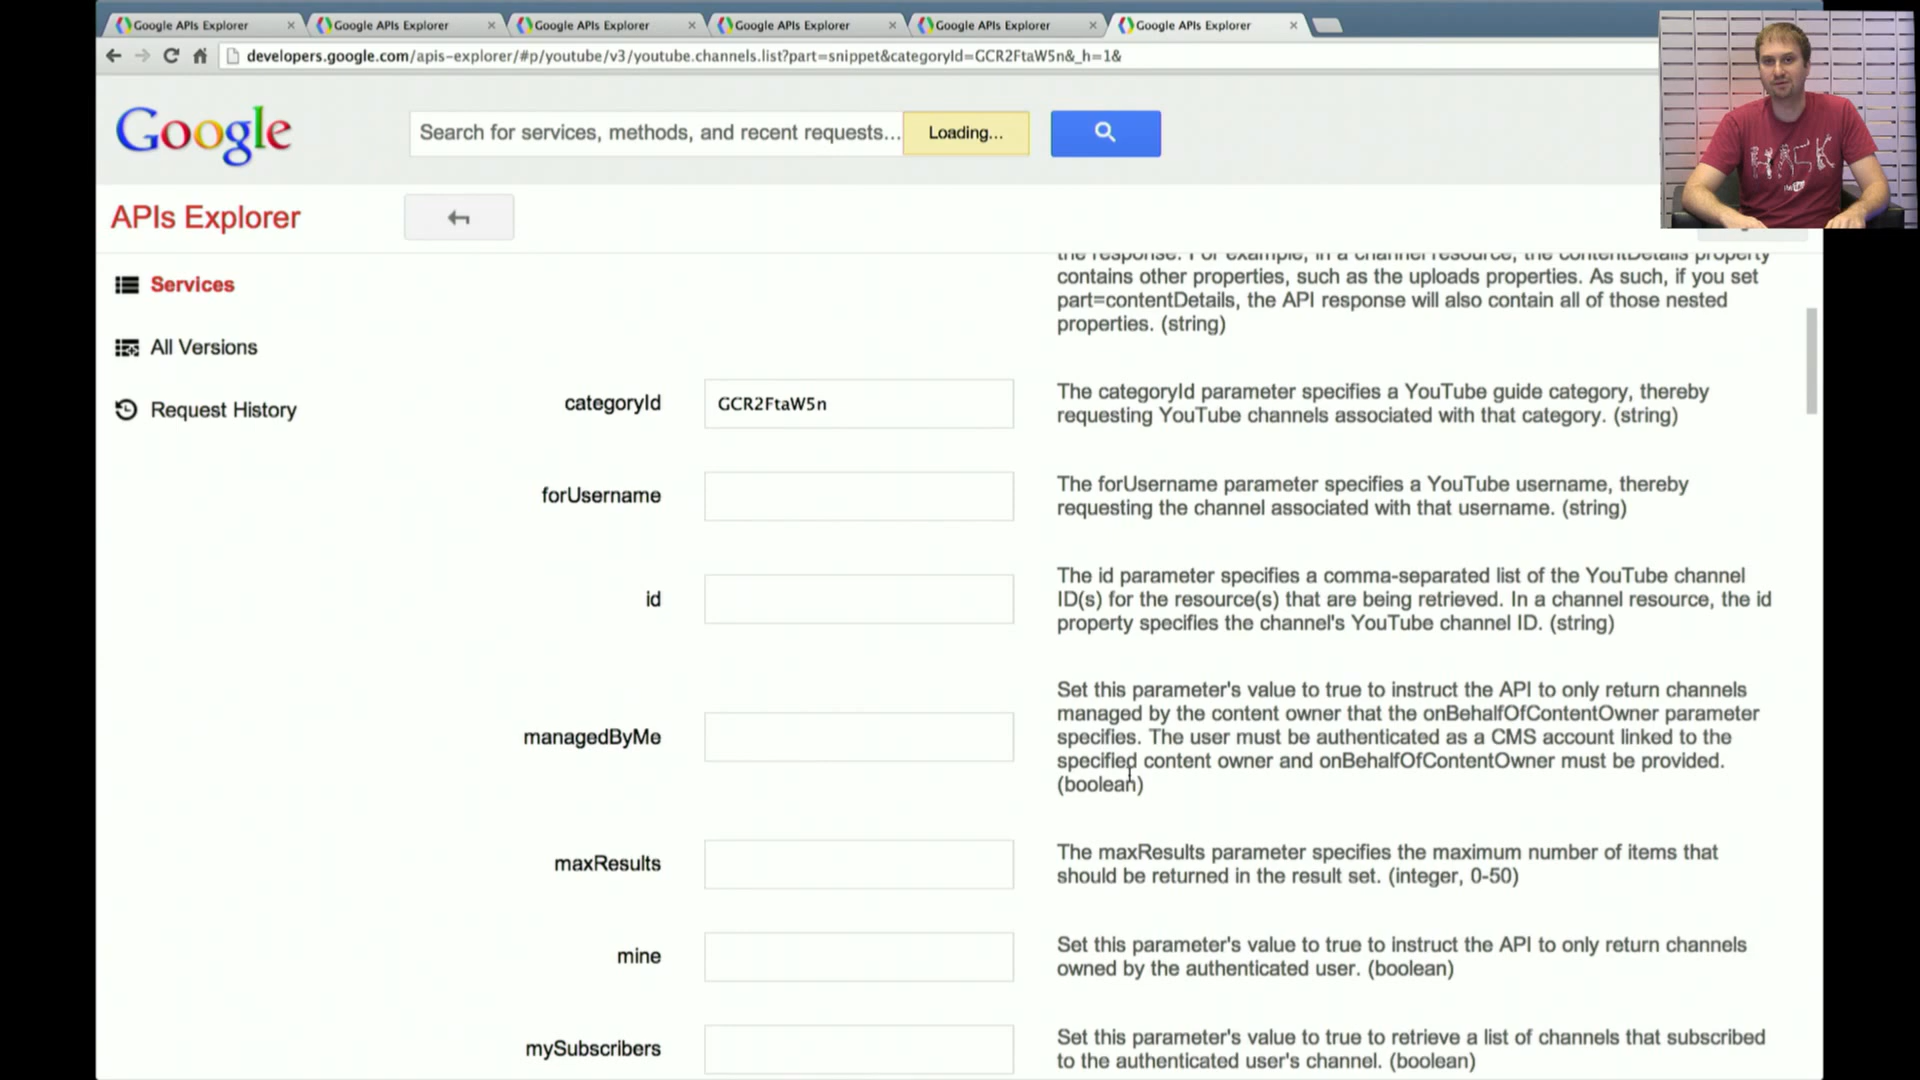 Google APIs Explorer
Google APIs Explorer
Google APIs Explorer
Google APIs Explorer
Google APIs Explorer
Google APIs Explorer
developers.google.com/apis-explorer/#p/youtube/v3/youtube.channels.list?part=snippet&categoryId=GCR2FtaW5n&_h=1&
Google
Search for services, methods, and recent requests...
Loading...
HACK
APIs Explorer
Services
All Versions
Request History
the response. For example, in a channel resource, the contentDetails property
contains other properties, such as the uploads properties. As such, if you set
part=contentDetails, the API response will also contain all of those nested
properties. (string)
categoryId
GCR2FtaW5n
The categoryId parameter specifies a YouTube guide category, thereby
requesting YouTube channels associated with that category. (string)
forUsername
The forUsername parameter specifies a YouTube username, thereby
requesting the channel associated with that username. (string)
id
The id parameter specifies a comma-separated list of the YouTube channel
ID(s) for the resource(s) that are being retrieved. In a channel resource, the id
property specifies the channel's YouTube channel ID. (string)
managedByMe
Set this parameter's value to true to instruct the API to only return channels
managed by the content owner that the onBehalfOfContentOwner parameter
specifies. The user must be authenticated as a CMS account linked to the
specified content owner and onBehalfOfContentOwner must be provided.
(boolean)
maxResults
The maxResults parameter specifies the maximum number of items that
should be returned in the result set. (integer, 0-50)
mine
Set this parameter's value to true to instruct the API to only return channels
owned by the authenticated user. (boolean)
mySubscribers
Set this parameter's value to true to retrieve a list of channels that subscribed
to the authenticated user's channel. (boolean)